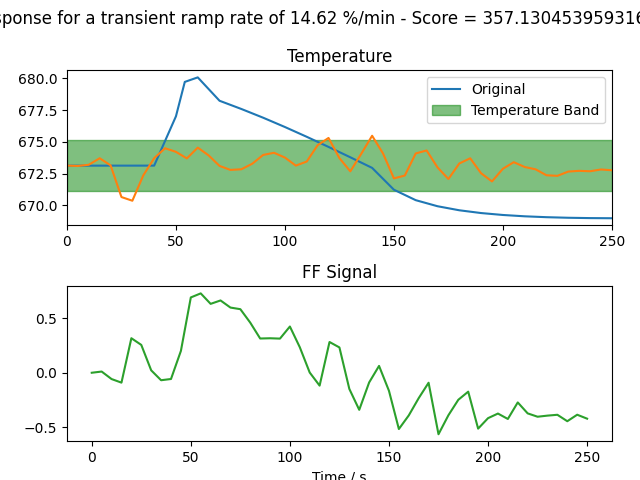 sponse for a transient ramp rate of 14.62 %/min - Score = 357.130453959316
Temperature
680.0
677.5
675.0
672.5
670.0
Original
Temperature Band
0 50 100 150 200 250
FF Signal
0.5
0.0
−0.5
0 50 100 150 200 250
Time / s